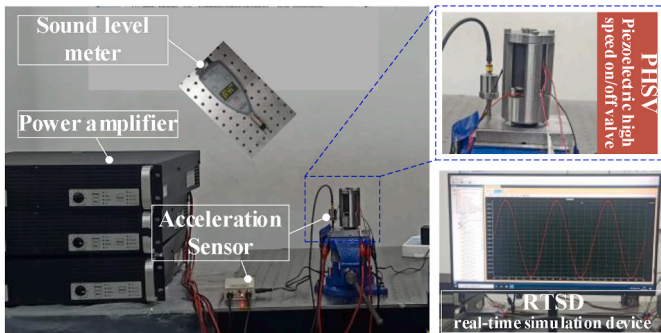 Sound level
meter
Power amplifier
Acceleration
Sensor
PHSV
Piezoelectric high
speed on/off valve
RTSD
real-time simulation device